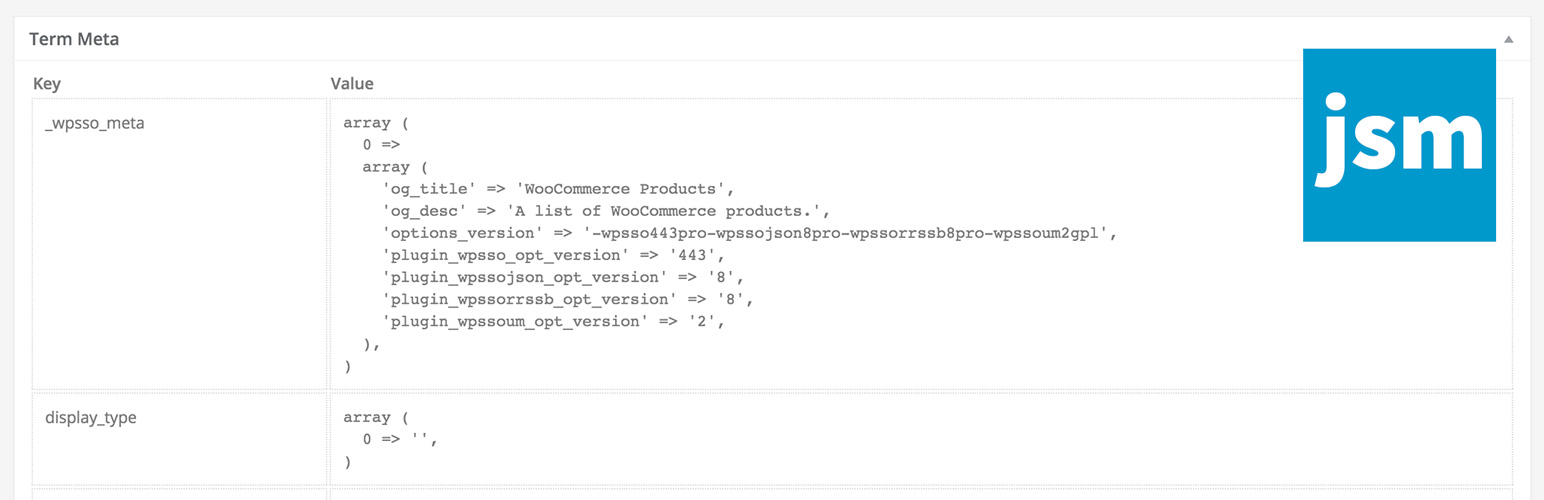 Term Meta
Key Value
_wpsso_meta
array (
  0 =>
  array (
    'og_title' => 'WooCommerce Products',
    'og_desc' => 'A list of WooCommerce products.',
    'options_version' => '-wpsso443pro-wpssojson8pro-wpssorrssb8pro-wpssoum2gpl',
    'plugin_wpsso_opt_version' => '443',
    'plugin_wpssojson_opt_version' => '8',
    'plugin_wpssorrssb_opt_version' => '8',
    'plugin_wpssoum_opt_version' => '2',
  ),
)
jsm
display_type
array (
  0 => '',
)